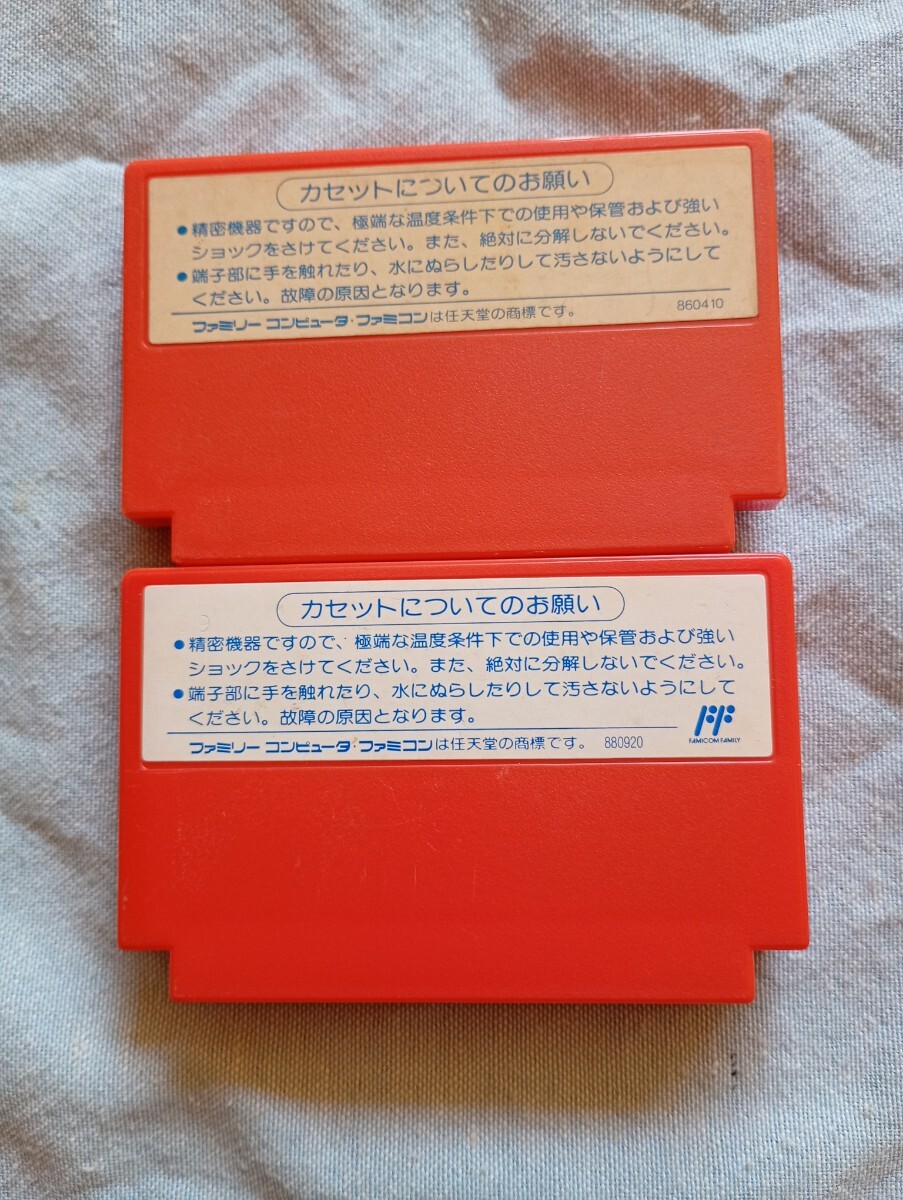 カセットについてのお願い
●精密機器ですので、極端な温度条件下での使用や保管および強い
ショックをさけてください。また、絶対に分解しないでください。
●端子部に手を触れたり、水にぬらしたりして汚さないようにして
ください。故障の原因となります。
ファミリー コンピュータ・ファミコンは任天堂の商標です。 860410
カセットについてのお願い
●精密機器ですので、極端な温度条件下での使用や保管および強い
ショックをさけてください。また、絶対に分解しないでください。
●端子部に手を触れたり、水にぬらしたりして汚さないようにして
ください。故障の原因となります。
ファミリー コンピュータ・ファミコンは任天堂の商標です。 880920
FAMICOM FAMILY